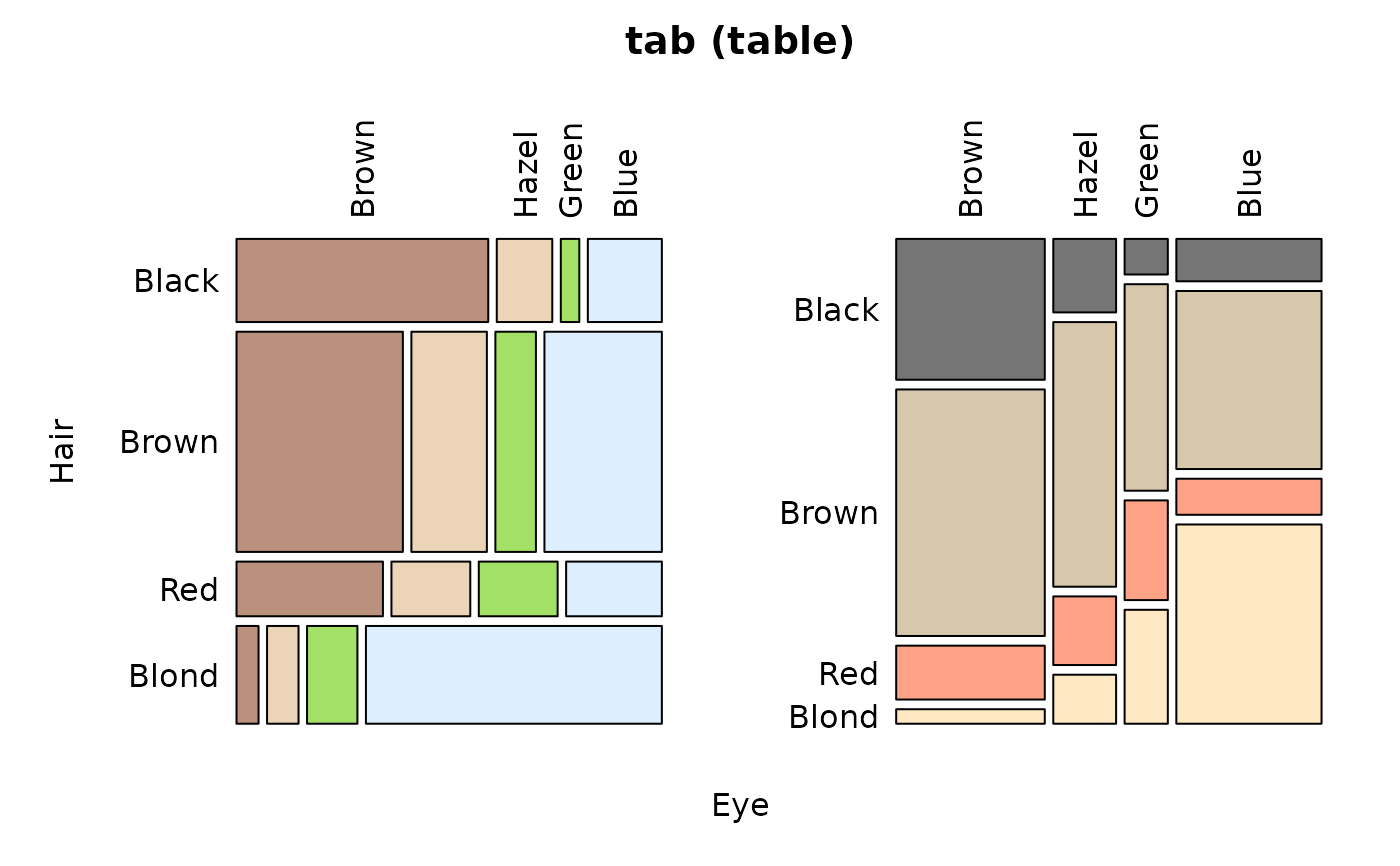 tab (table)
Brown
Hazel
Green
Blue
Brown
Hazel
Green
Blue
Hair
Black
Brown
Red
Blond
Black
Brown
Red
Blond
Eye